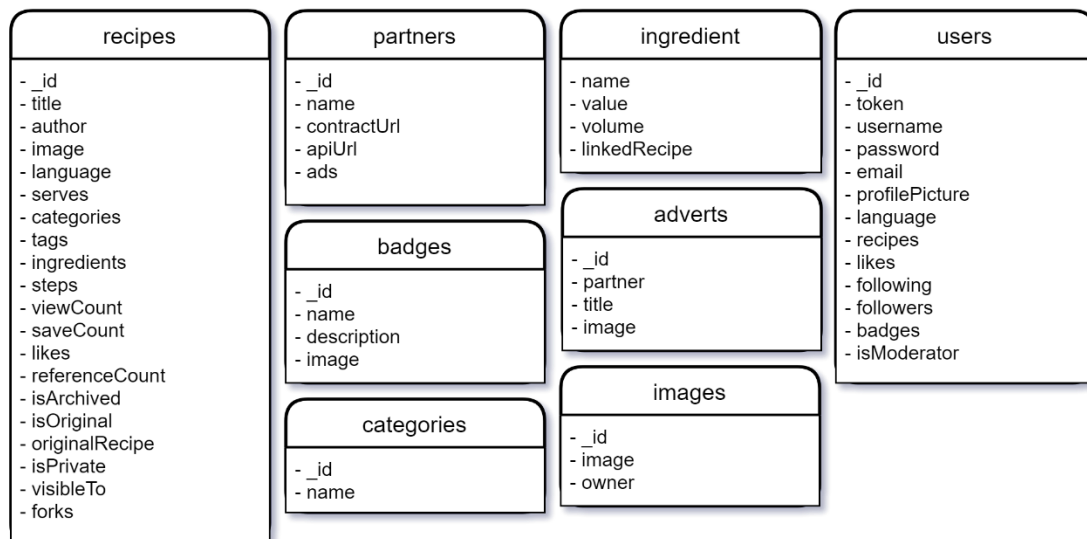 recipes
- _id
- title
- author
- image
- language
- serves
- categories
- tags
- ingredients
- steps
- viewCount
- saveCount
- likes
- referenceCount
- isArchived
- isOriginal
- originalRecipe
- isPrivate
- visibleTo
- forks
partners
- _id
- name
- contractUrl
- apiUrl
- ads
badges
- _id
- name
- description
- image
categories
- _id
- name
ingredient
- name
- value
- volume
- linkedRecipe
adverts
- _id
- partner
- title
- image
images
- _id
- image
- owner
users
- _id
- token
- username
- password
- email
- profilePicture
- language
- recipes
- likes
- following
- followers
- badges
- isModerator